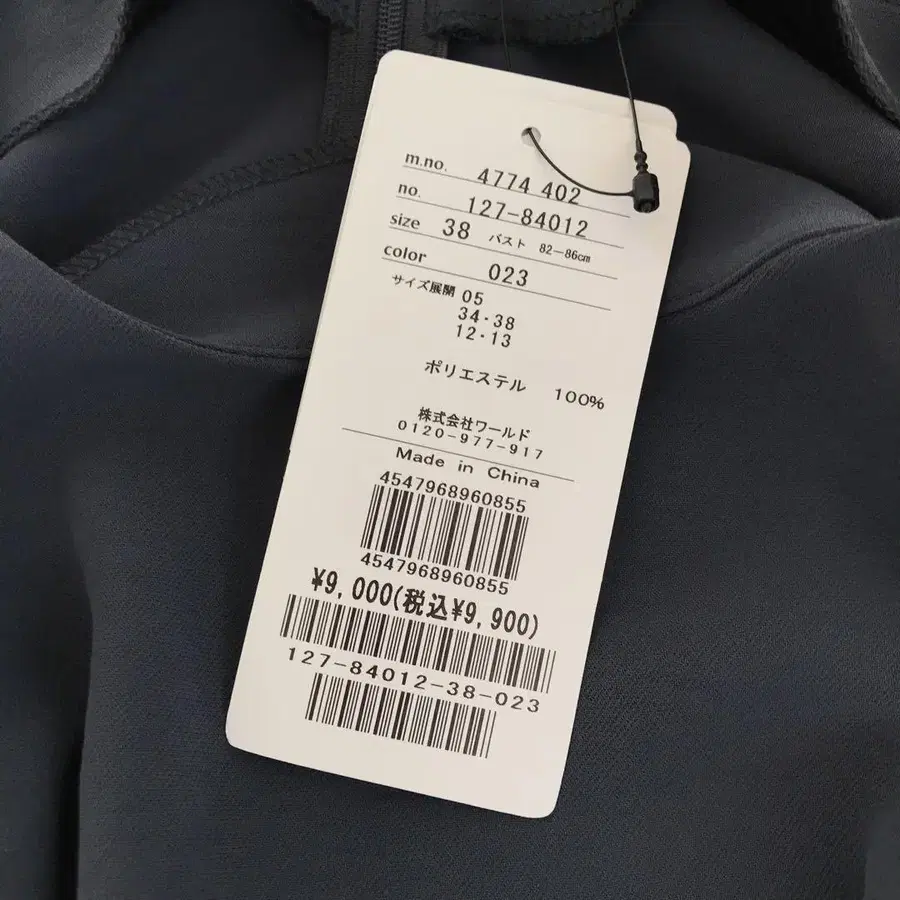 m.no. 4774 402
no. 127-84012
size 38 バスト 82−86cm
color 023
サイズ展開 05
34・38
12・13
ポリエステル 100%
株式会社ワールド
0120-977-917
Made in China
4547968960855
4547968960855
¥9,000(税込¥9,900)
127-84012-38-023